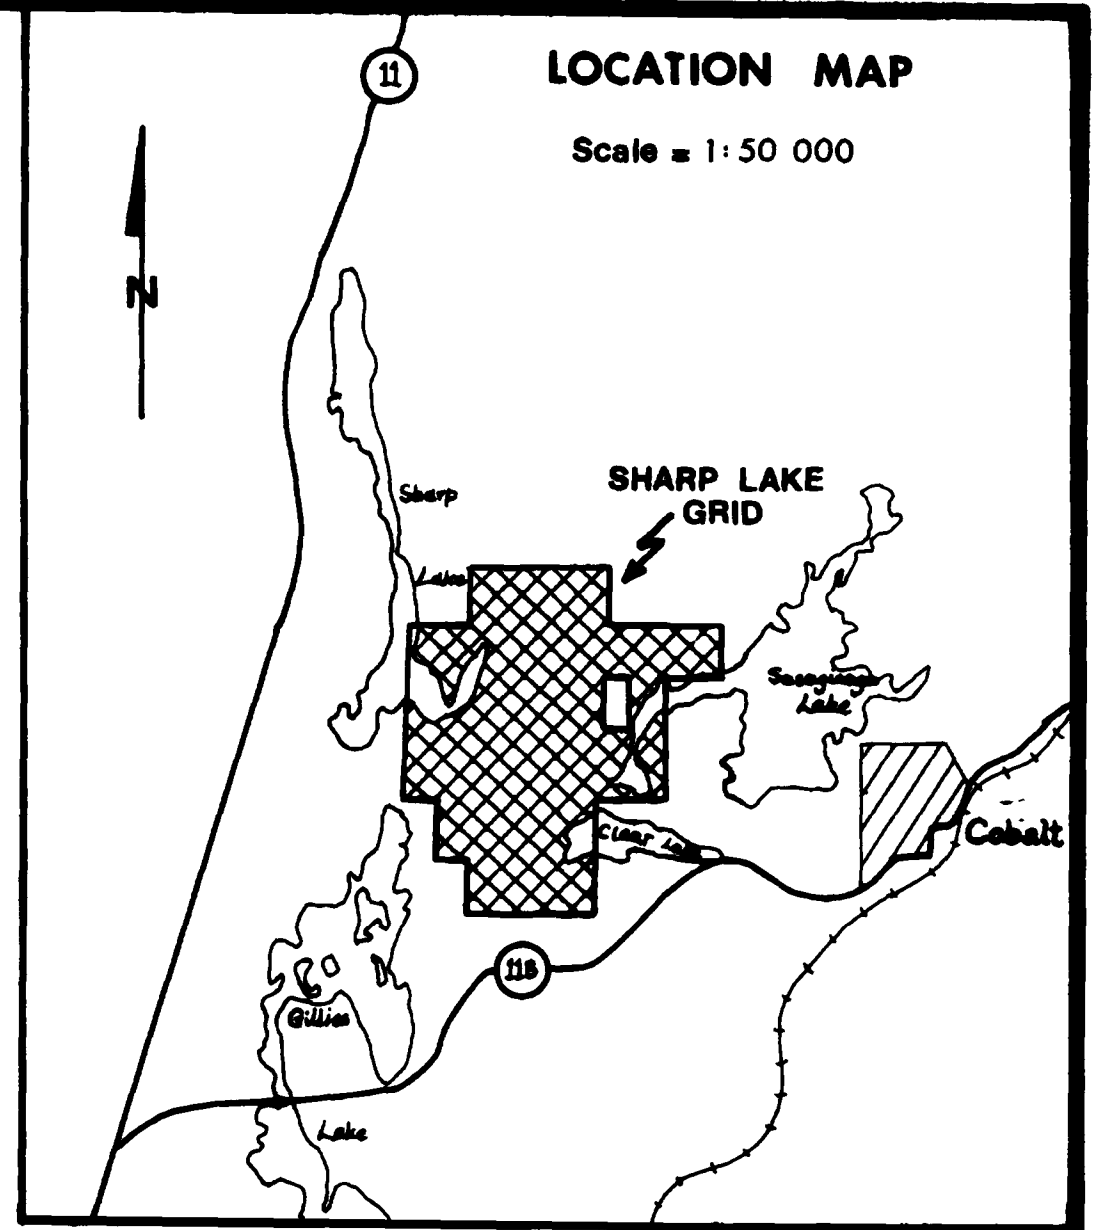 11
LOCATION MAP
Scale = 1:50 000
N
SHARP LAKE
GRID
Sharp
Lake
Sasaginaga
Lake
Cobalt
Clear Lake
11B
Gillies
Lake